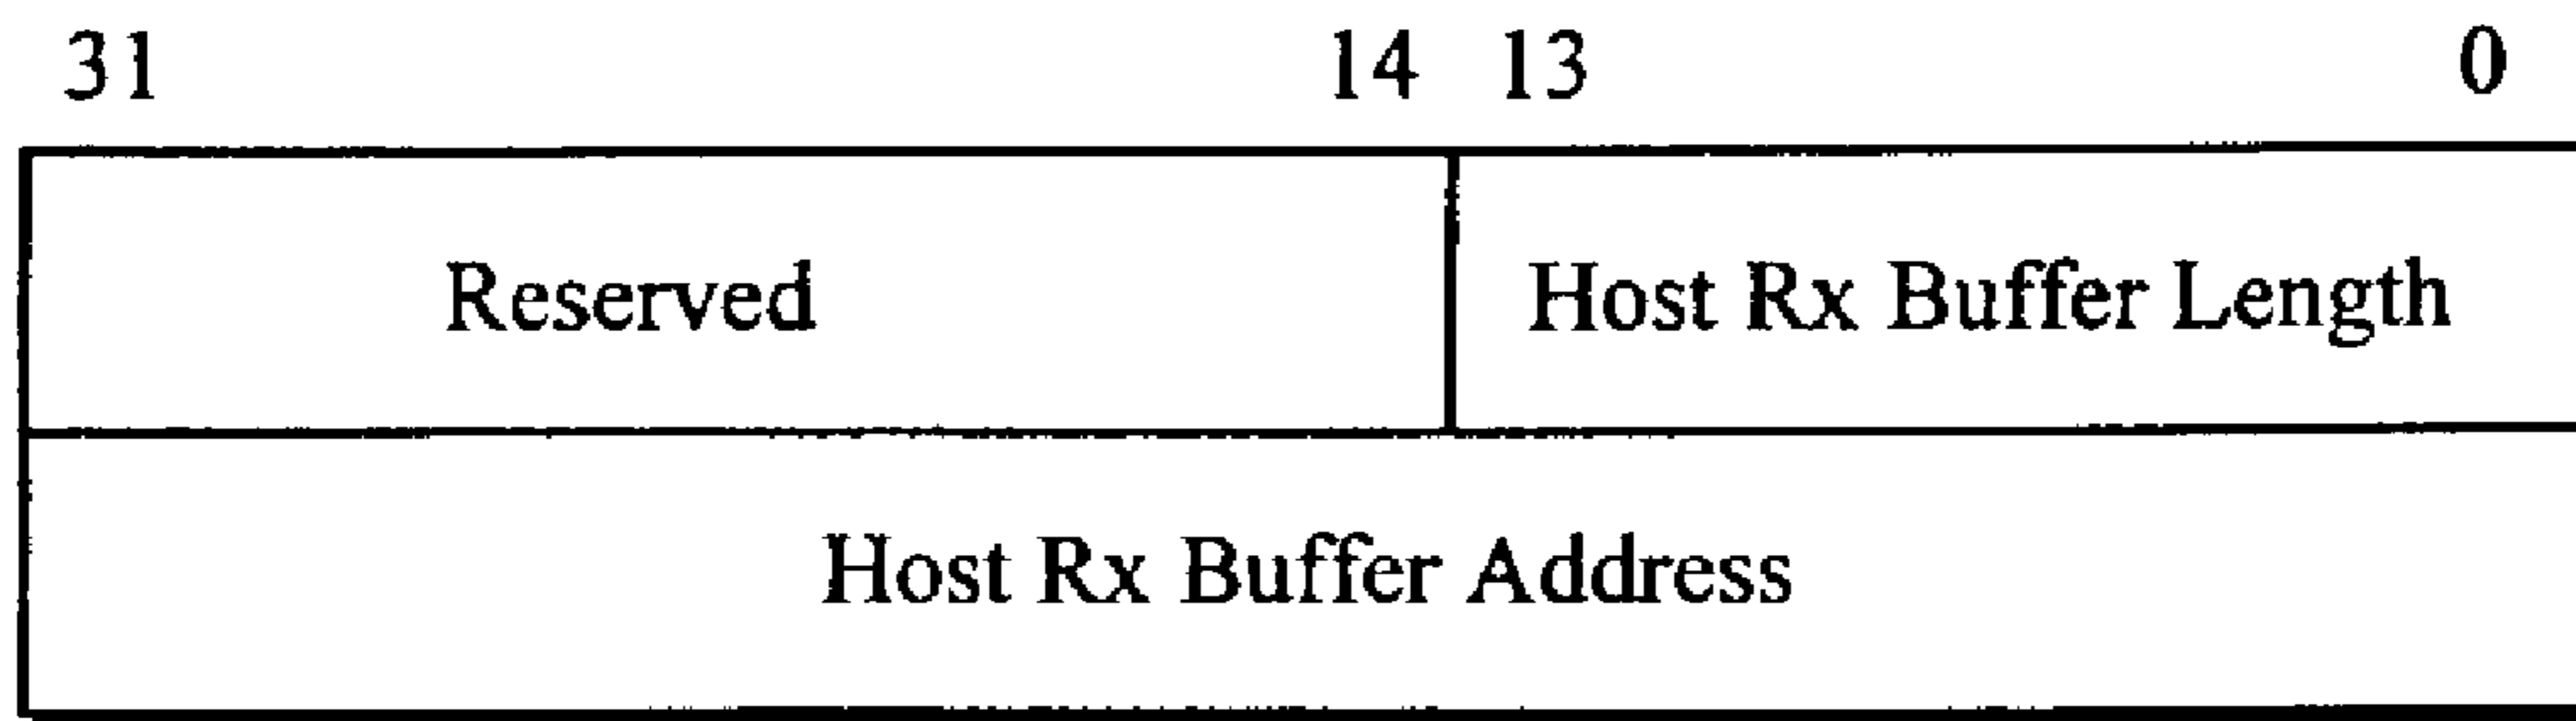 31 14 13 0
Reserved Host Rx Buffer Length
Host Rx Buffer Address